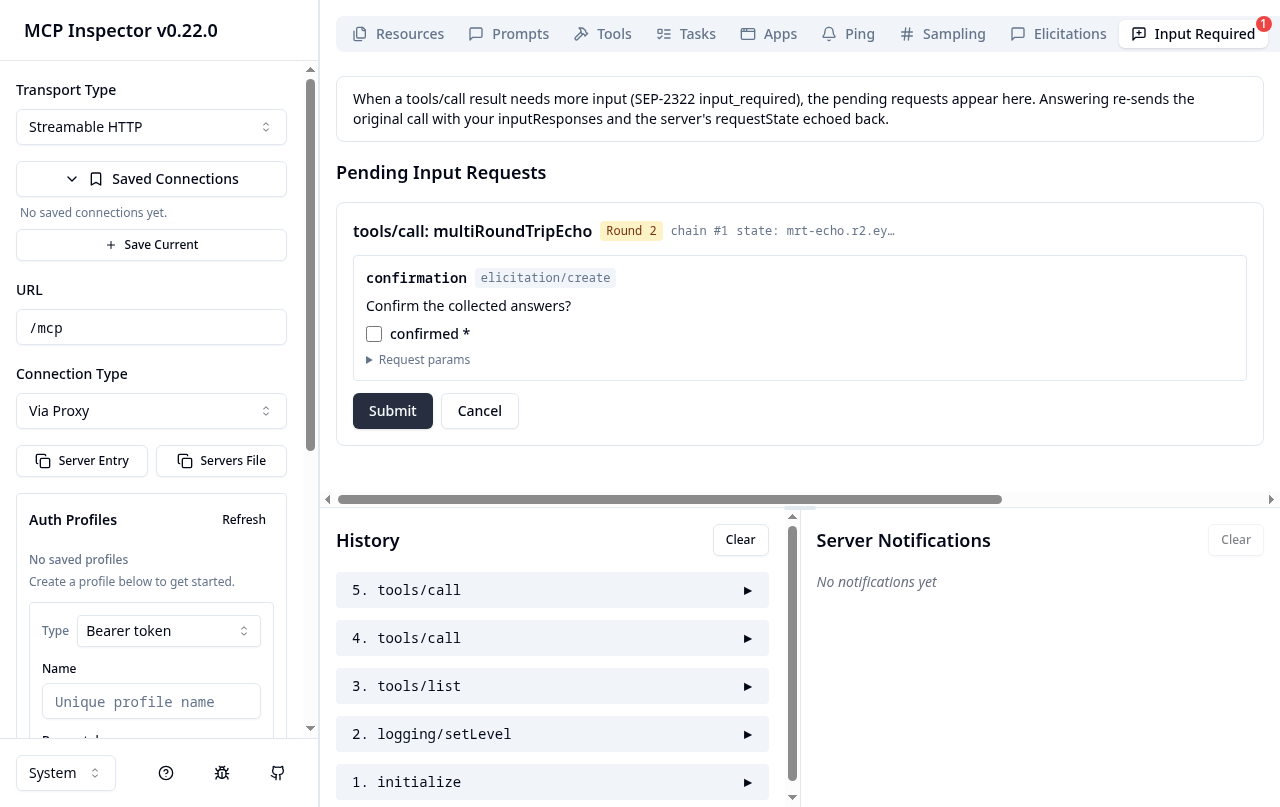 MCP Inspector v0.22.0
Transport Type
Streamable HTTP
Saved Connections
No saved connections yet.
Save Current
URL
/mcp
Connection Type
Via Proxy
Server Entry
Servers File
Auth Profiles
Refresh
No saved profiles
Create a profile below to get started.
Type
Bearer token
Name
Unique profile name
System
Resources
Prompts
Tools
Tasks
Apps
Ping
Sampling
Elicitations
Input Required
1
When a tools/call result needs more input (SEP-2322 input_required), the pending requests appear here. Answering re-sends the
original call with your inputResponses and the server's requestState echoed back.
Pending Input Requests
tools/call: multiRoundTripEcho Round 2 chain #1 state: mrt-echo.r2.ey…
confirmation elicitation/create
Confirm the collected answers?
confirmed *
Request params
Submit
Cancel
History
Clear
5. tools/call
4. tools/call
3. tools/list
2. logging/setLevel
1. initialize
Server Notifications
Clear
No notifications yet